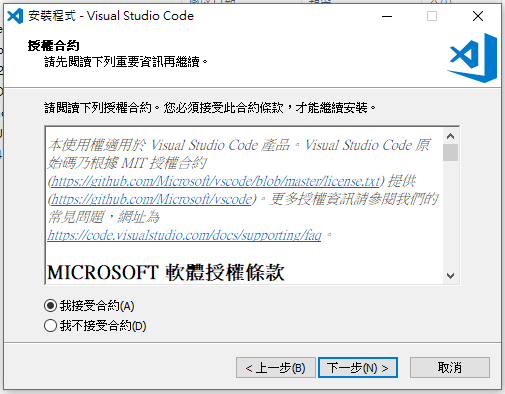 安裝程式 - Visual Studio Code
授權合約
請先閱讀下列重要資訊再繼續。
請閱讀下列授權合約。您必須接受此合約條款，才能繼續安裝。
本使用權適用於 Visual Studio Code 產品。Visual Studio Code 原
始碼乃根據 MIT 授權合約
(https://github.com/Microsoft/vscode/blob/master/license.txt) 提供
(https://github.com/Microsoft/vscode)。更多授權資訊請參閱我們的
常見問題，網址為
https://code.visualstudio.com/docs/supporting/faq。
MICROSOFT 軟體授權條款
我接受合約(A)
我不接受合約(D)
< 上一步(B)
下一步(N) >
取消